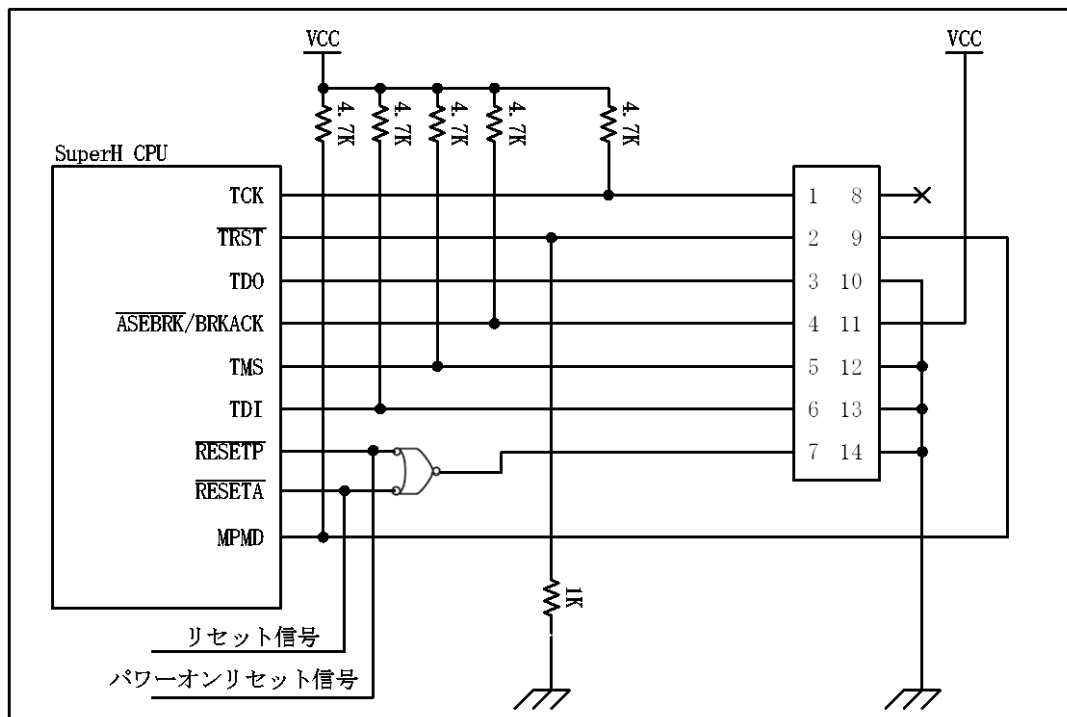 VCC
VCC
4.7K
4.7K
4.7K
4.7K
4.7K
SuperH CPU
TCK
TRST
TDO
ASEBRK/BRKACK
TMS
TDI
RESETP
RESETA
MPMD
1 8
2 9
3 10
4 11
5 12
6 13
7 14
1K
リセット信号
パワーオンリセット信号